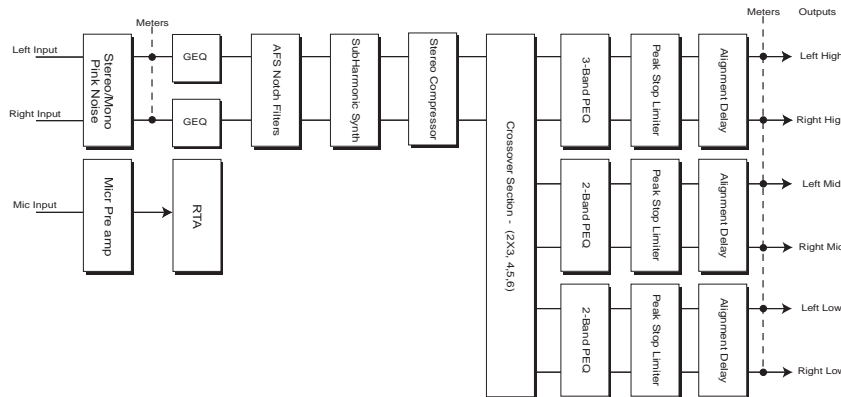 Meters
Meters
Outputs
Left Input
Right Input
Mic Input
Stereo/Mono
Pink Noise
GEQ
GEQ
AFS Notch Filters
SubHarmonic Synth
Stereo Compressor
Crossover Section - (2X3, 4,5,6)
3-Band PEQ
Peak Stop Limiter
Alignment Delay
Left High
Right High
Micr Pre amp
RTA
2-Band PEQ
Peak Stop Limiter
Alignment Delay
Left Mid
Right Mid
2-Band PEQ
Peak Stop Limiter
Alignment Delay
Left Low
Right Low